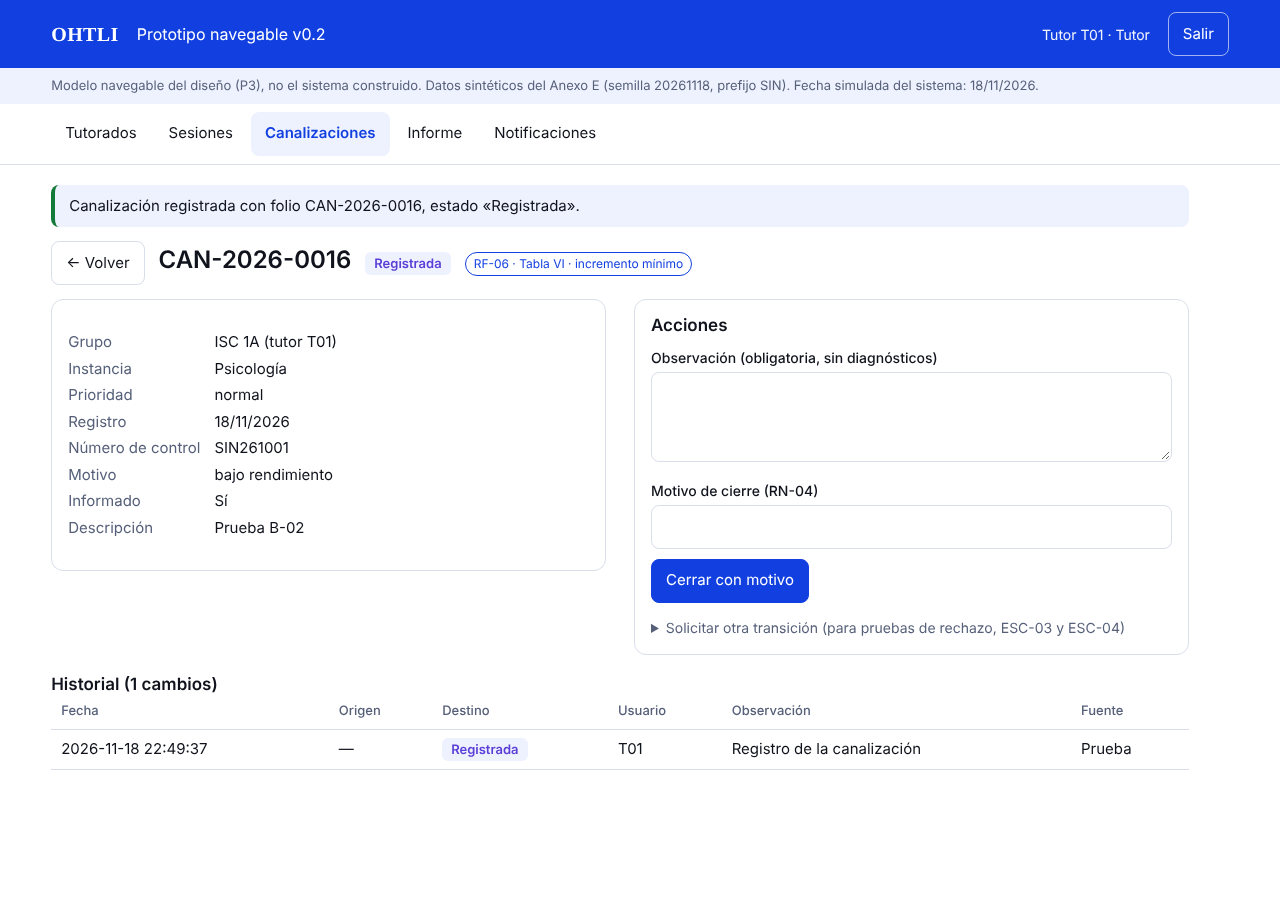 OHTLI Prototipo navegable v0.2 Tutor T01 · Tutor Salir
Modelo navegable del diseño (P3), no el sistema construido. Datos sintéticos del Anexo E (semilla 20261118, prefijo SIN). Fecha simulada del sistema: 18/11/2026.
Tutorados Sesiones Canalizaciones Informe Notificaciones
Canalización registrada con folio CAN-2026-0016, estado «Registrada».
← Volver CAN-2026-0016 Registrada RF-06 · Tabla VI · incremento mínimo
Grupo ISC 1A (tutor T01)
Instancia Psicología
Prioridad normal
Registro 18/11/2026
Número de control SIN261001
Motivo bajo rendimiento
Informado Sí
Descripción Prueba B-02
Acciones
Observación (obligatoria, sin diagnósticos)
Motivo de cierre (RN-04)
Cerrar con motivo
▶ Solicitar otra transición (para pruebas de rechazo, ESC-03 y ESC-04)
Historial (1 cambios)
Fecha Origen Destino Usuario Observación Fuente
2026-11-18 22:49:37 — Registrada T01 Registro de la canalización Prueba